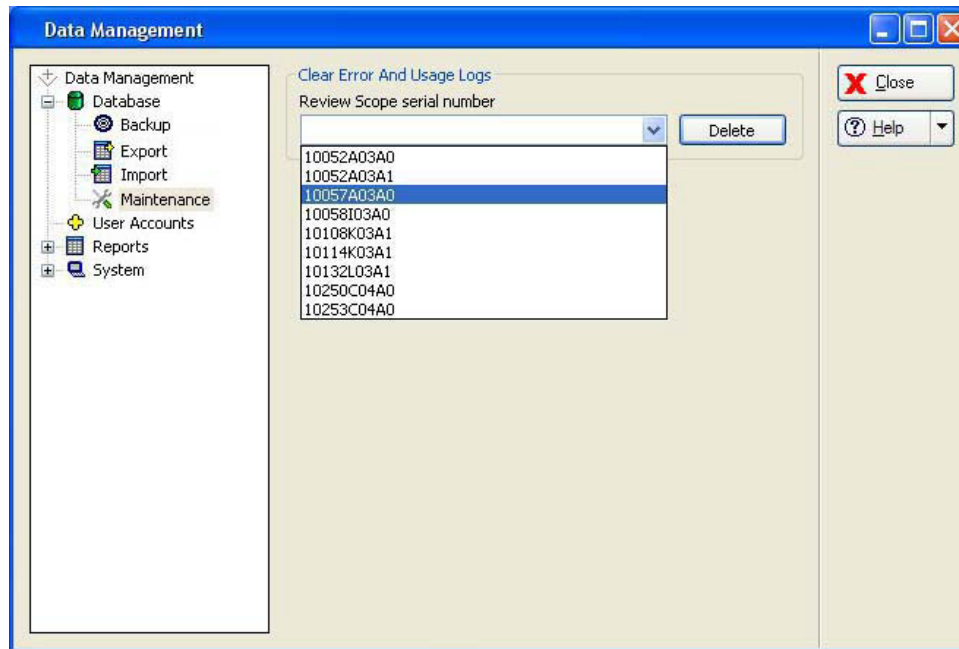 Data Management
Data Management
Database
Backup
Export
Import
Maintenance
User Accounts
Reports
System
Clear Error And Usage Logs
Review Scope serial number
Delete
10052A03A0
10052A03A1
10057A03A0
10058I03A0
10108K03A1
10114K03A1
10132L03A1
10250C04A0
10253C04A0
Close
Help